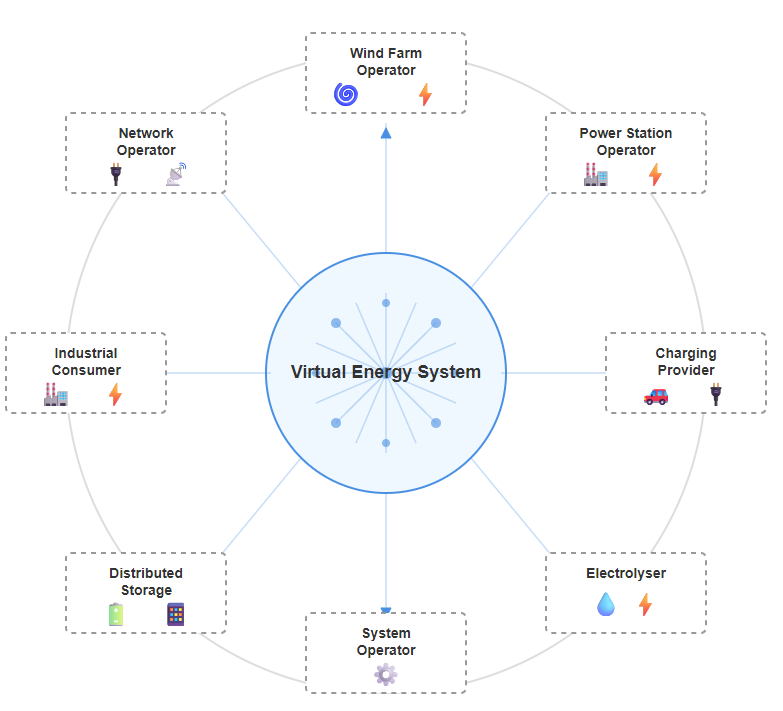 Wind Farm
Operator
Network
Operator
Power Station
Operator
Industrial
Consumer
Virtual Energy System
Charging
Provider
Distributed
Storage
Electrolyser
System
Operator